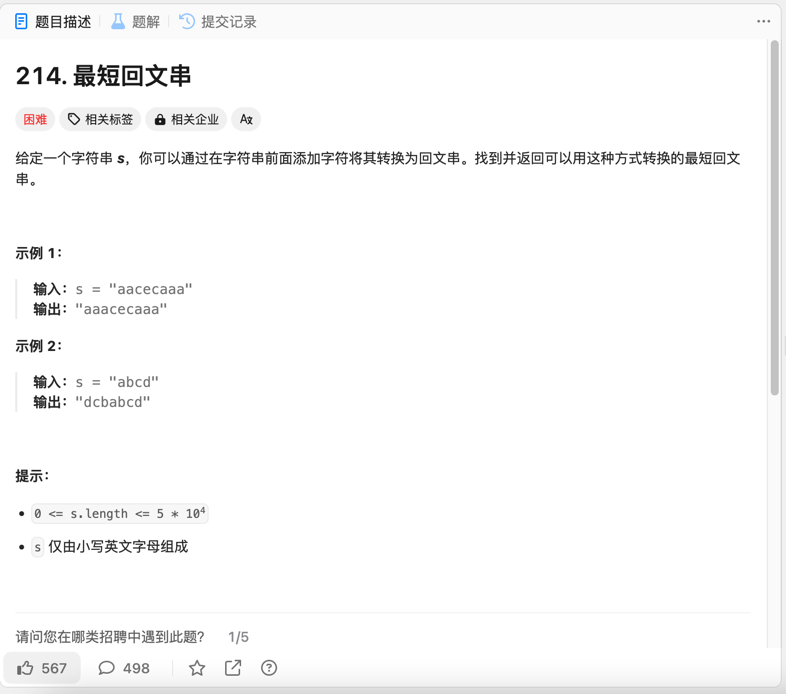 题目描述 题解 提交记录
214. 最短回文串
困难 相关标签 相关企业 Aあ
给定一个字符串 s，你可以通过在字符串前面添加字符将其转换为回文串。找到并返回可以用这种方式转换的最短回文
串。
示例 1：
输入：s = "aacecaaa"
输出："aaacecaaa"
示例 2：
输入：s = "abcd"
输出："dcbabcd"
提示：
• 0 <= s.length <= 5 * 10⁴
• s 仅由小写英文字母组成
请问您在哪类招聘中遇到此题? 1/5
567 498